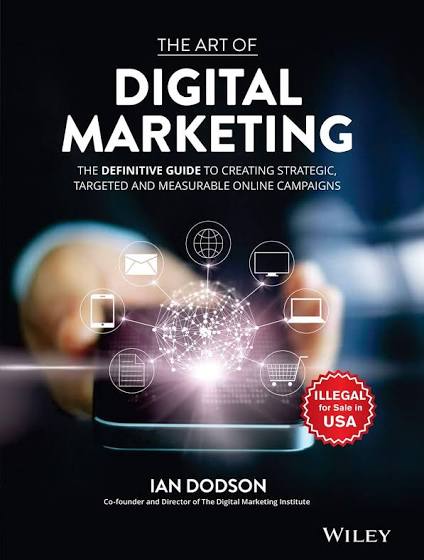 THE ART OF
DIGITAL
MARKETING
THE DEFINITIVE GUIDE TO CREATING STRATEGIC,
TARGETED AND MEASURABLE ONLINE CAMPAIGNS
ILLEGAL
for Sale in
USA
IAN DODSON
Co-founder and Director of The Digital Marketing Institute
WILEY